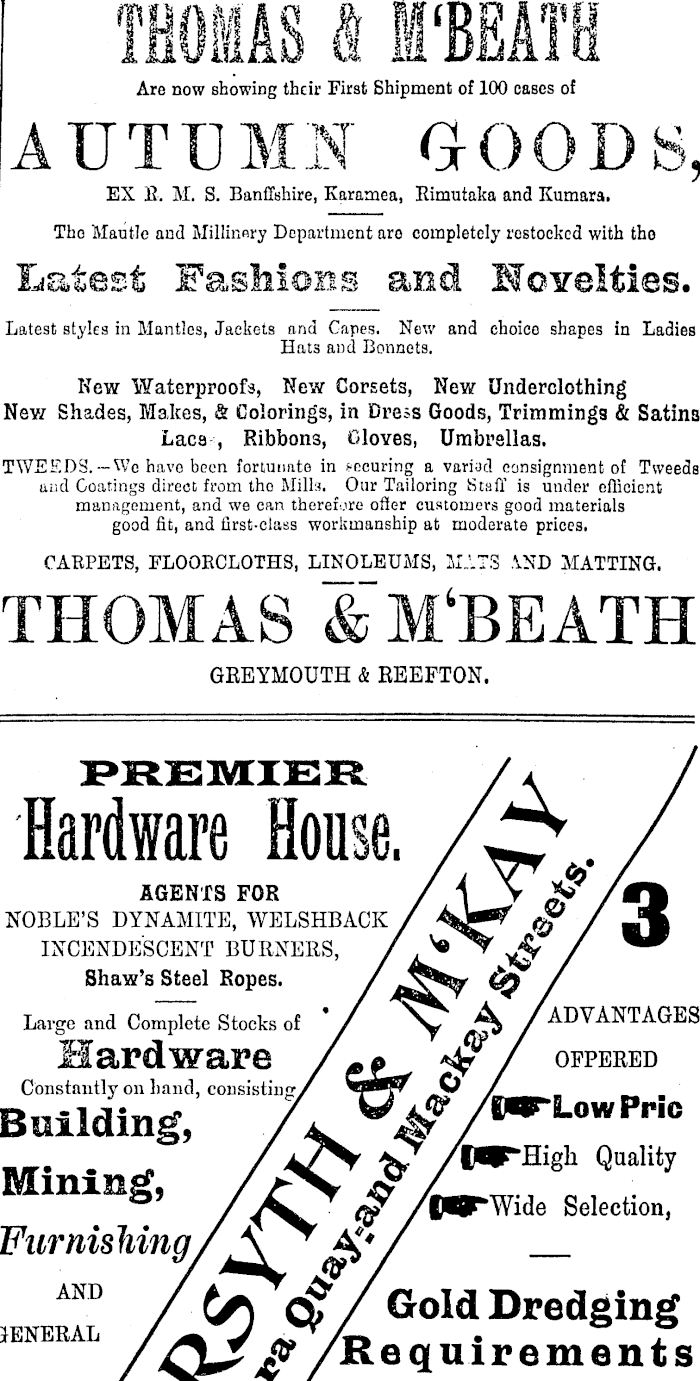 THOMAS & M‘BEATH
Are now showing their First Shipment of 100 cases of
AUTUMN GOODS,
EX R. M. S. Banffshire, Karamea, Rimutaka and Kumara.
The Mantle and Millinery Department are completely restocked with the
Latest Fashions and Novelties.
Latest styles in Mantles, Jackets and Capes. New and choice shapes in Ladies
Hats and Bonnets.
New Waterproofs, New Corsets, New Underclothing
New Shades, Makes, & Colorings, in Dress Goods, Trimmings & Satins
Laces, Ribbons, Gloves, Umbrellas.
TWEEDS.—We have been fortunate in securing a varied consignment of Tweeds
and Coatings direct from the Mills. Our Tailoring Staff is under efficient
management, and we can therefore offer customers good materials
good fit, and first-class workmanship at moderate prices.
CARPETS, FLOORCLOTHS, LINOLEUMS, MATS AND MATTING.
THOMAS & M‘BEATH
GREYMOUTH & REEFTON.
PREMIER
Hardware House.
AGENTS FOR
NOBLE'S DYNAMITE, WELSHBACK
INCENDESCENT BURNERS,
Shaw's Steel Ropes.
Large and Complete Stocks of
Hardware
Constantly on hand, consisting
Building,
Mining,
Furnishing
AND
GENERAL
RSYTH & M‘KAY
ra Quay-and Mackay Streets.
3
ADVANTAGES
OFPERED
Low Pric
High Quality
Wide Selection,
Gold Dredging
Requirements